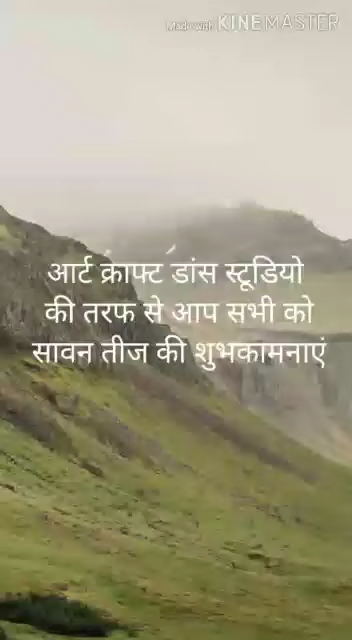 Made with KINEMASTER
आर्ट क्राफ्ट डांस स्टूडियो
की तरफ से आप सभी को
सावन तीज की शुभकामनाएं